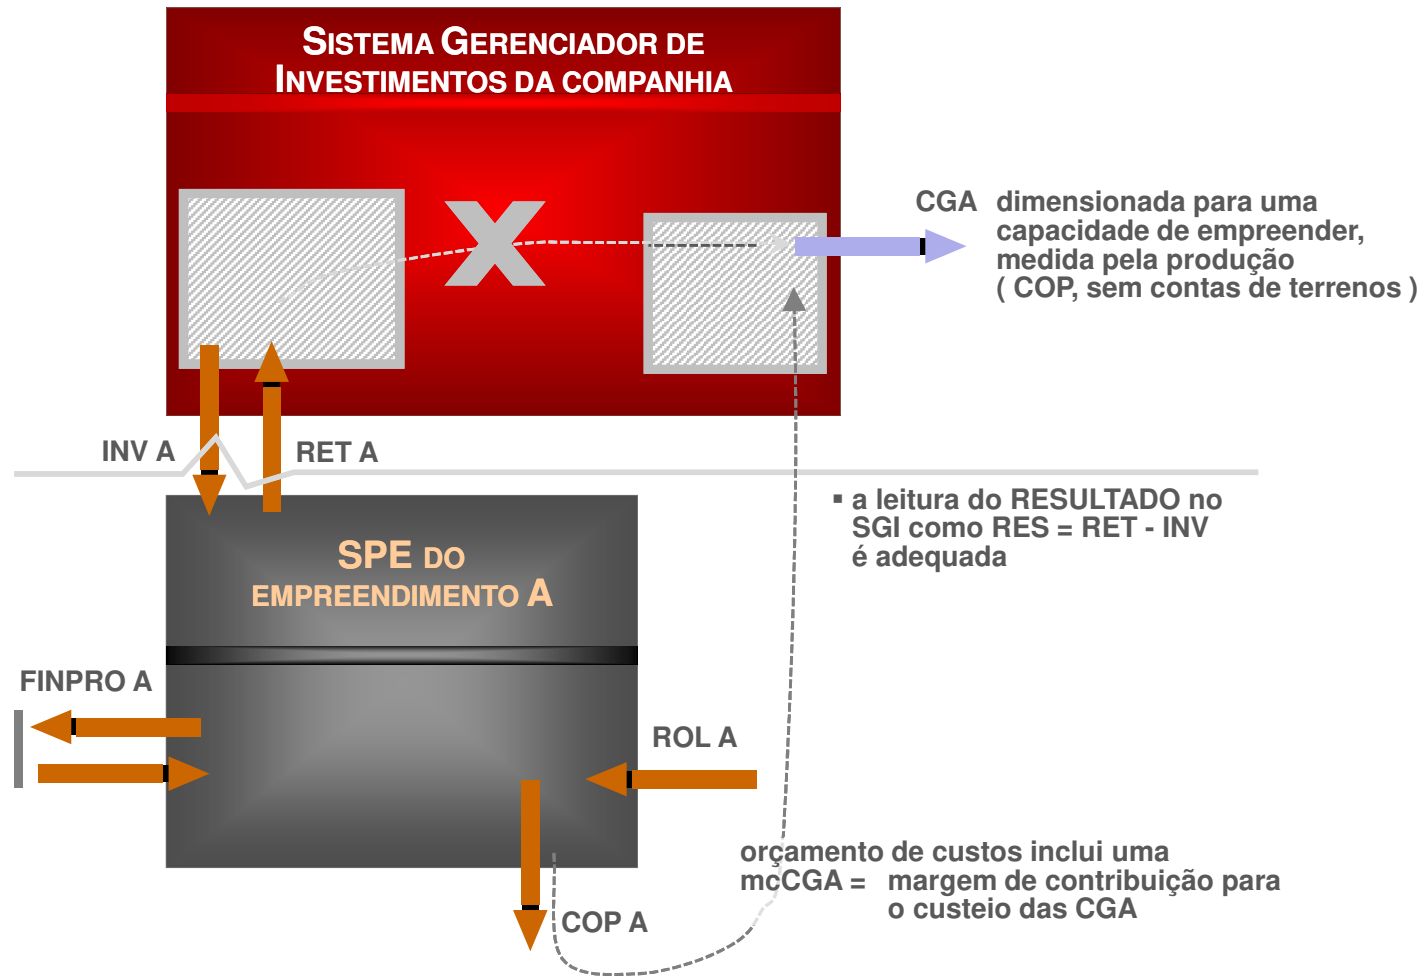 SISTEMA GERENCIADOR DE
INVESTIMENTOS DA COMPANHIA
X
CGA dimensionada para uma
capacidade de empreender,
medida pela produção
( COP, sem contas de terrenos )
INV A
RET A
▪ a leitura do RESULTADO no
SGI como RES = RET - INV
é adequada
SPE DO
EMPREENDIMENTO A
FINPRO A
ROL A
orçamento de custos inclui uma
mcCGA = margem de contribuição para
o custeio das CGA
COP A